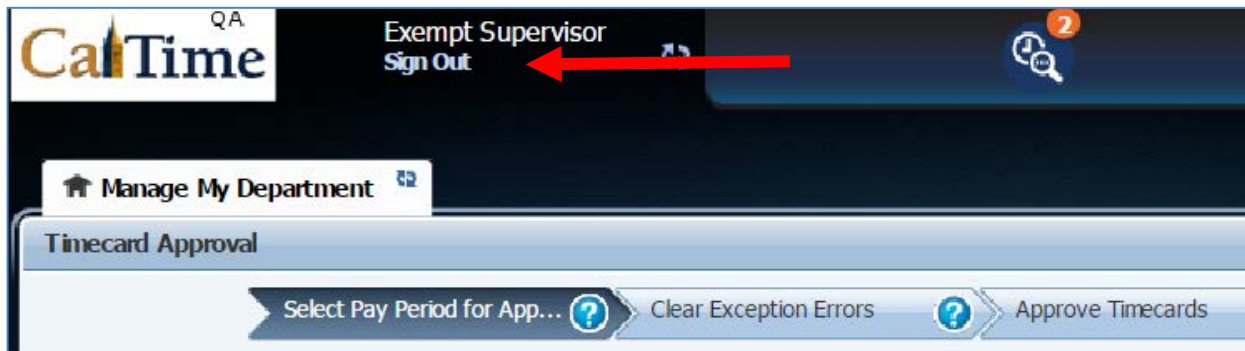 QA
CalTime
Exempt Supervisor
Sign Out
2
Manage My Department
Timecard Approval
Select Pay Period for App... ? Clear Exception Errors ? Approve Timecards